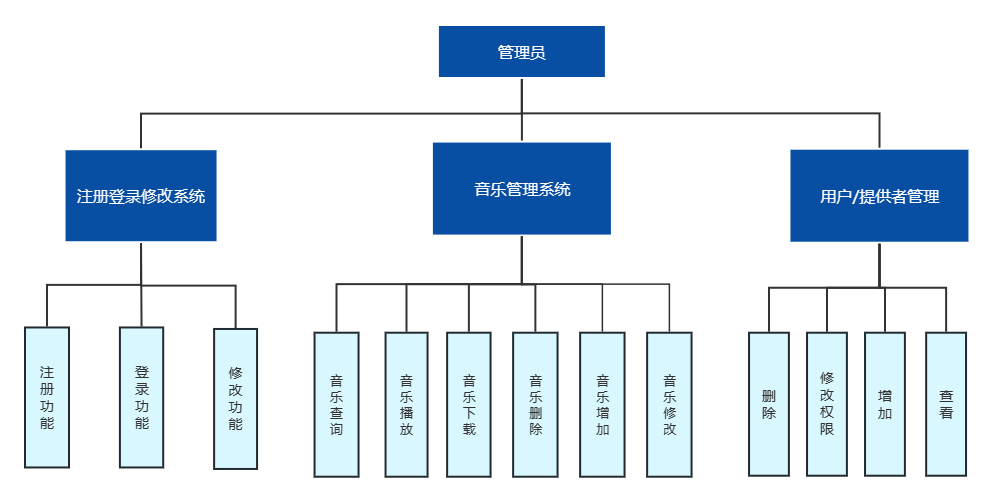 管理员
注册登录修改系统
音乐管理系统
用户/提供者管理
注册功能
登录功能
修改功能
音乐查询
音乐播放
音乐下载
音乐删除
音乐增加
音乐修改
删除
修改权限
增加
查看